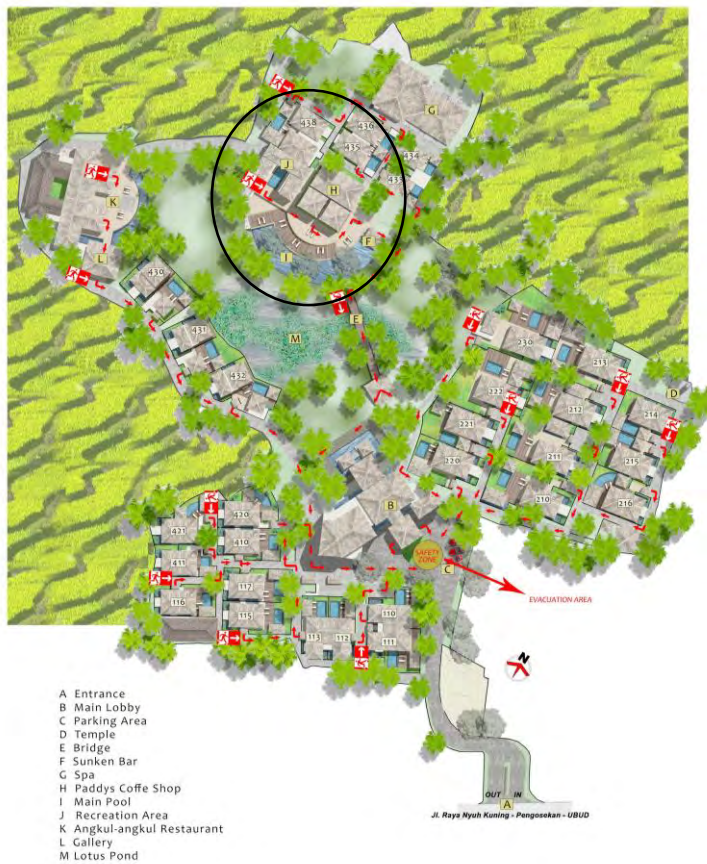 438
436
G
435
434
J
H
433
K
F
I
L
430
E
M
431
432
230
213
222
212
D
214
221
211
215
220
210
216
B
421
420
SAFETY
ZONE
C
410
411
EVACUATION AREA
117
116
115
110
113
112
111
N
A Entrance
B Main Lobby
C Parking Area
D Temple
E Bridge
F Sunken Bar
G Spa
H Paddys Coffe Shop
I Main Pool
J Recreation Area
K Angkul-angkul Restaurant
L Gallery
M Lotus Pond
OUT IN
A
Jl. Raya Nyuh Kuning - Pengosekan - UBUD